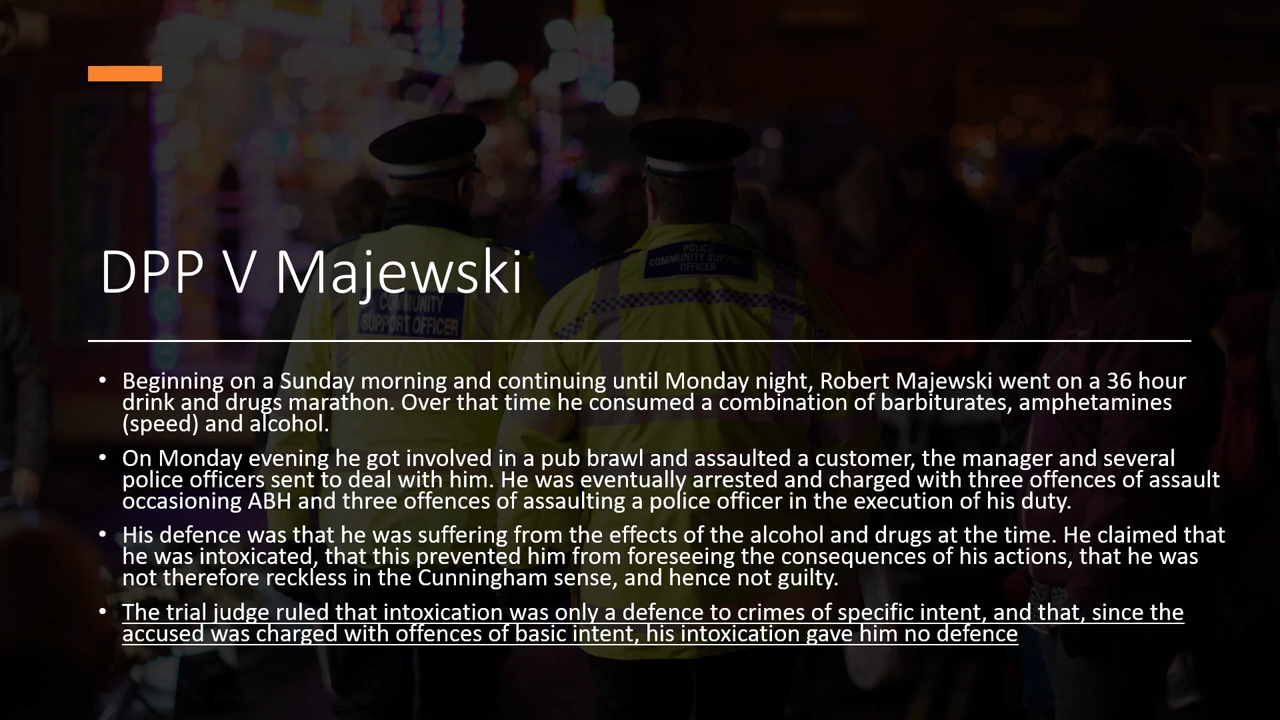 POLICE
COMMUNITY SUPPORT
OFFICER
DPP V Majewski
COMMUNITY
SUPPORT OFFICER
• Beginning on a Sunday morning and continuing until Monday night, Robert Majewski went on a 36 hour
drink and drugs marathon. Over that time he consumed a combination of barbiturates, amphetamines
(speed) and alcohol.
• On Monday evening he got involved in a pub brawl and assaulted a customer, the manager and several
police officers sent to deal with him. He was eventually arrested and charged with three offences of assault
occasioning ABH and three offences of assaulting a police officer in the execution of his duty.
• His defence was that he was suffering from the effects of the alcohol and drugs at the time. He claimed that
he was intoxicated, that this prevented him from foreseeing the consequences of his actions, that he was
not therefore reckless in the Cunningham sense, and hence not guilty.
• The trial judge ruled that intoxication was only a defence to crimes of specific intent, and that, since the
accused was charged with offences of basic intent, his intoxication gave him no defence